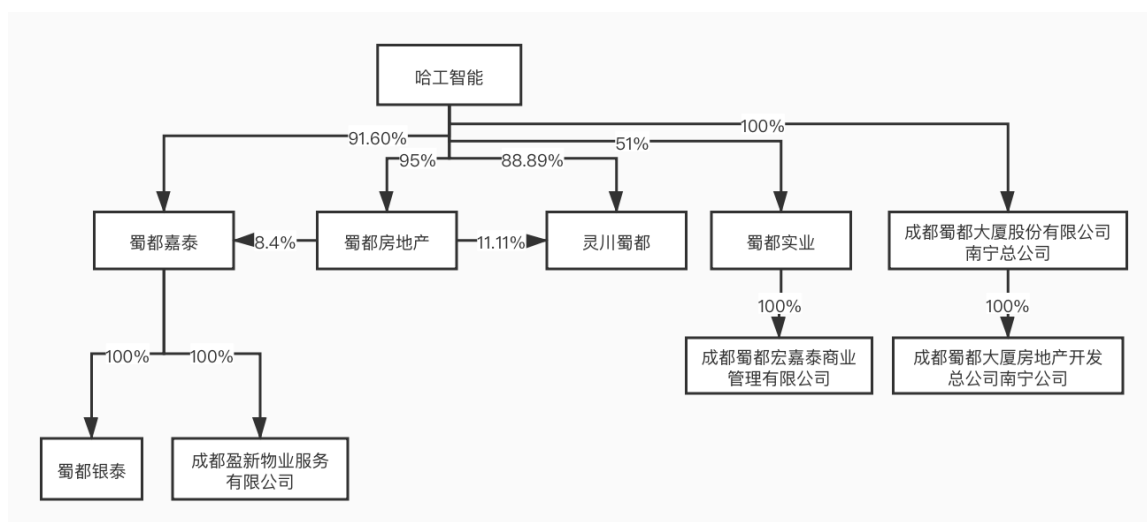 哈工智能
100%
91.60%
51%
95%
88.89%
蜀都嘉泰
8.4%
蜀都房地产
11.11%
灵川蜀都
蜀都实业
成都蜀都大厦股份有限公司
南宁总公司
100%
100%
100%
100%
成都蜀都宏嘉泰商业
管理有限公司
成都蜀都大厦房地产开发
总公司南宁公司
蜀都银泰
成都盈新物业服务
有限公司